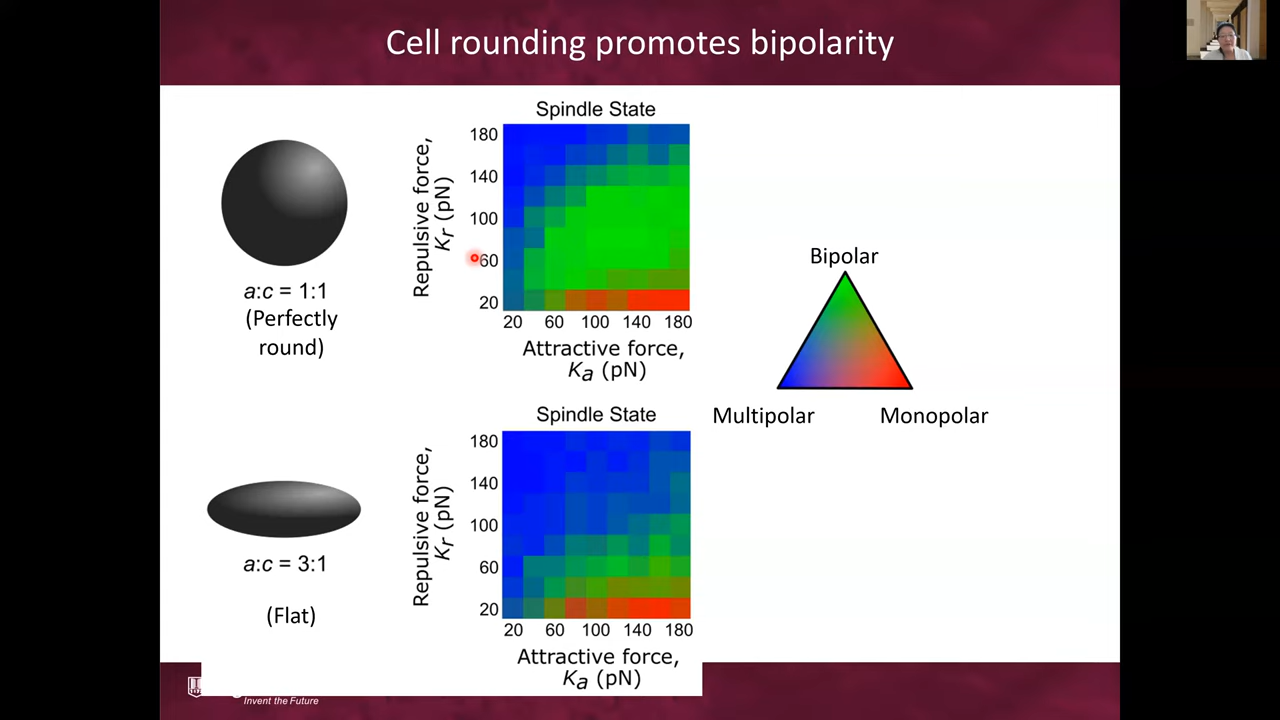 Cell rounding promotes bipolarity
a:c = 1:1
(Perfectly
round)
Spindle State
Repulsive force,
Kr (pN)
180
140
100
60
20
20 60 100 140 180
Attractive force,
Ka (pN)
Bipolar
Multipolar
Monopolar
a:c = 3:1
(Flat)
Spindle State
Repulsive force,
Kr (pN)
180
140
100
60
20
20 60 100 140 180
Attractive force,
Ka (pN)
Invent the Future